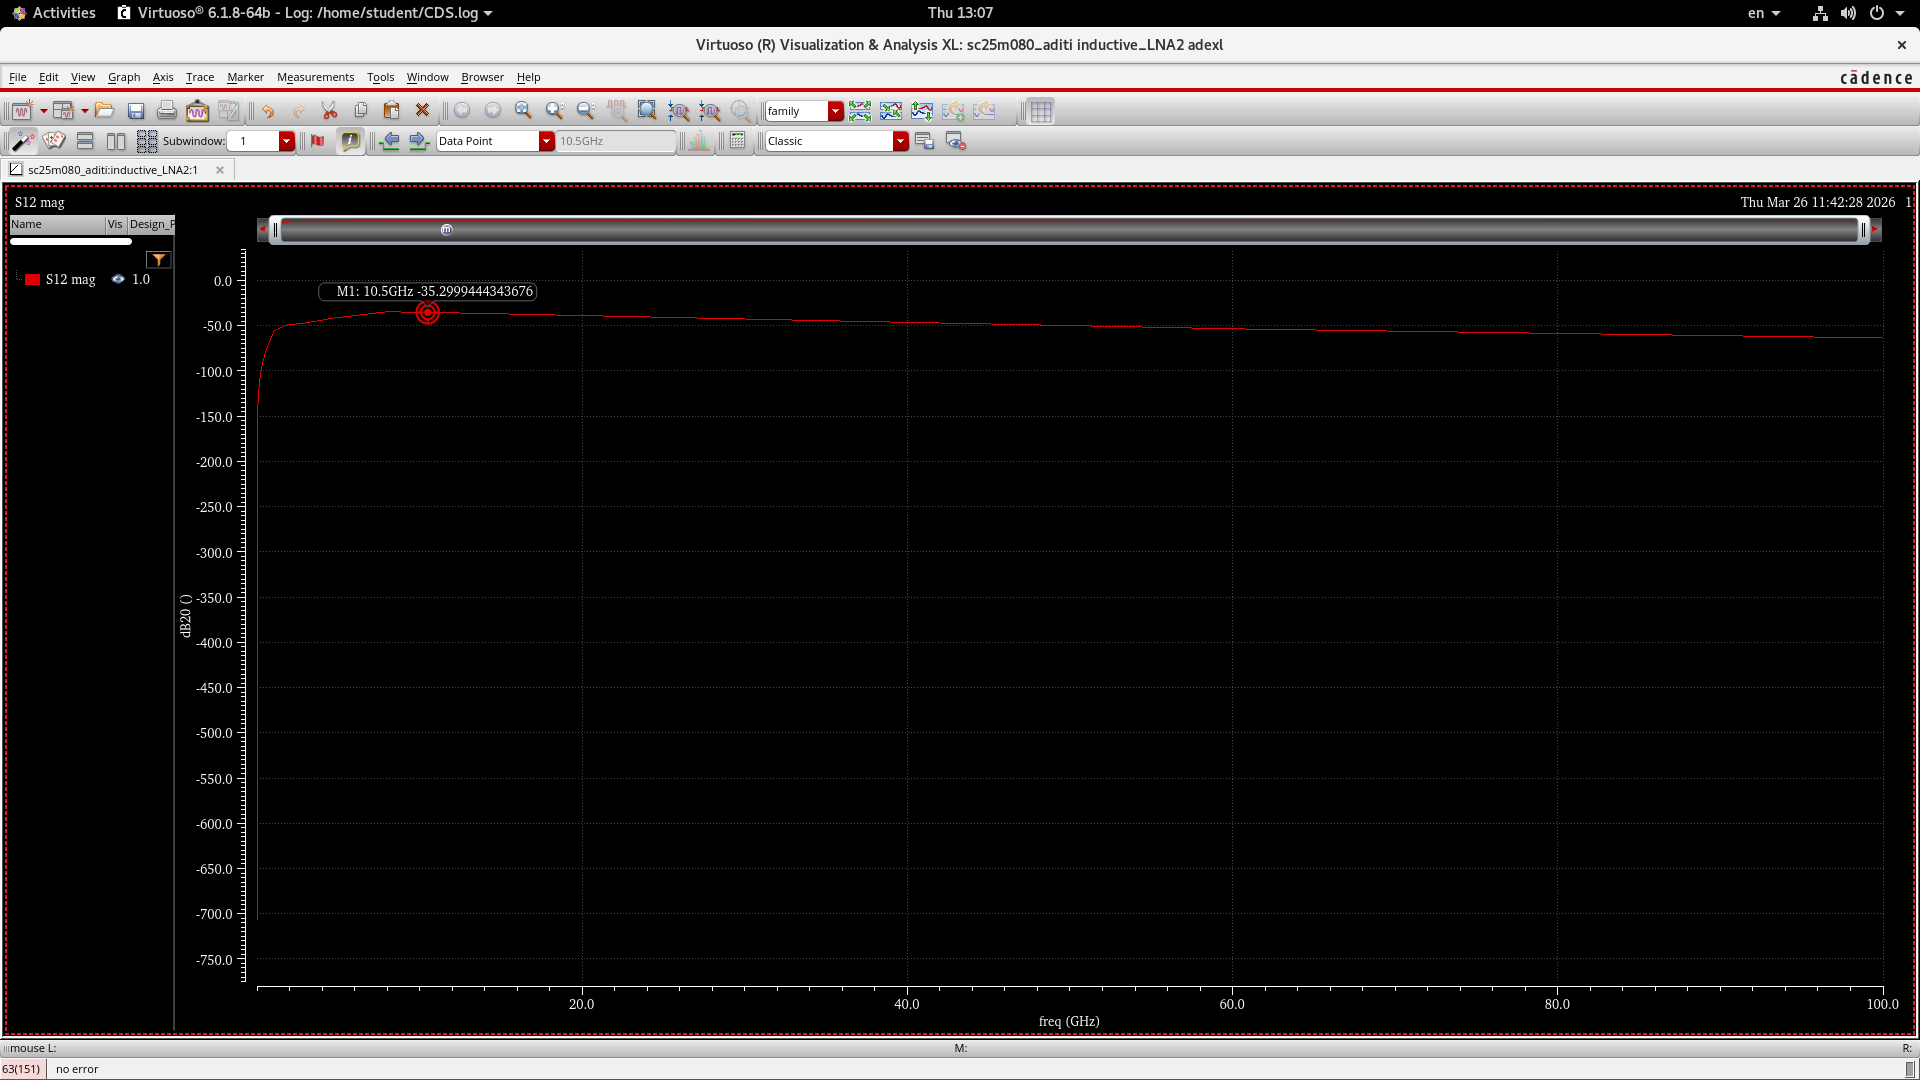 Activities
Virtuoso® 6.1.8-64b - Log: /home/student/CDS.log
Thu 13:07
en
Virtuoso (R) Visualization & Analysis XL: sc25m080_aditi inductive_LNA2 adexl
File Edit View Graph Axis Trace Marker Measurements Tools Window Browser Help
cādence
family
Subwindow: 1
Data Point
10.5GHz
Classic
sc25m080_aditi:inductive_LNA2:1
S12 mag
Thu Mar 26 11:42:28 2026 1
Name Vis Design_P
S12 mag 1.0
M1: 10.5GHz -35.2999444343676
0.0
-50.0
-100.0
-150.0
-200.0
-250.0
-300.0
-350.0
-400.0
-450.0
-500.0
-550.0
-600.0
-650.0
-700.0
-750.0
dB20 ()
20.0 40.0 60.0 80.0 100.0
freq (GHz)
mouse L: M: R:
63(151) no error